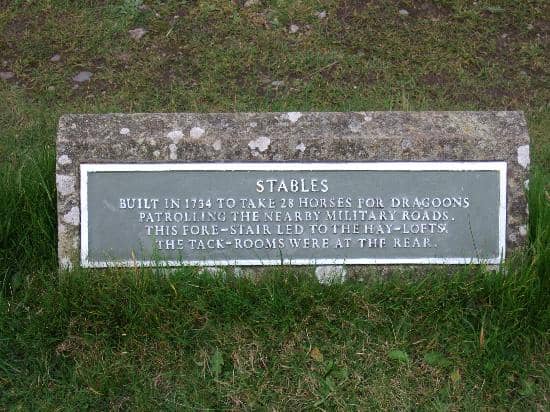 STABLES
BUILT IN 1734 TO TAKE 28 HORSES FOR DRAGOONS
PATROLLING THE NEARBY MILITARY ROADS.
THIS FORE-STAIR LED TO THE HAY-LOFTS.
THE TACK-ROOMS WERE AT THE REAR.